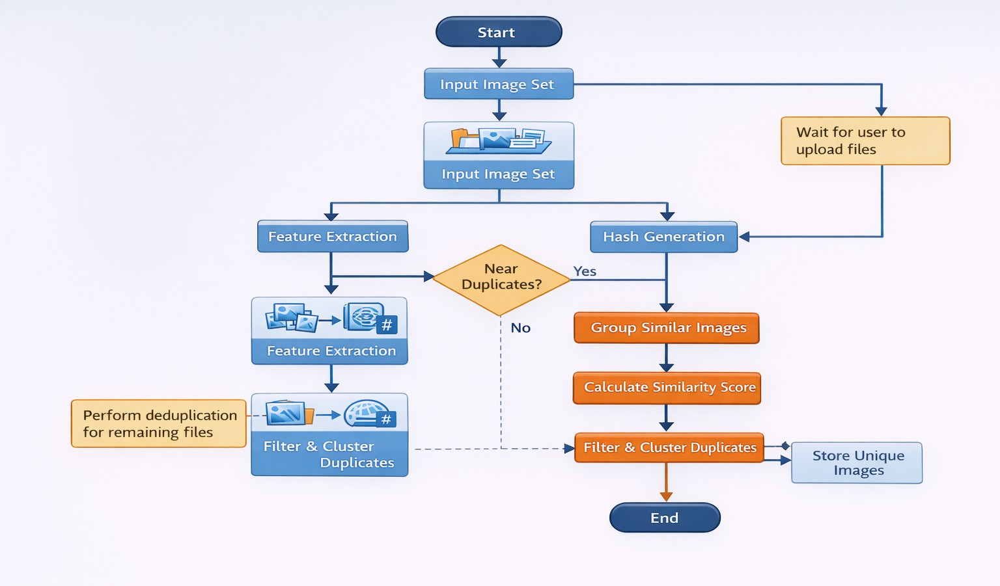 Start
Input Image Set
Wait for user to
upload files
Input Image Set
Feature Extraction
Hash Generation
Near
Duplicates?
Yes
#
Feature Extraction
No
Group Similar Images
Calculate Similarity Score
Perform deduplication
for remaining files
#
Filter & Cluster
Duplicates
Filter & Cluster Duplicates
Store Unique
Images
End